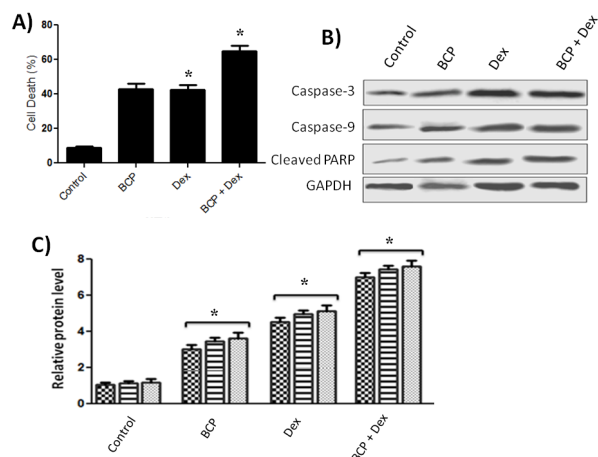 A)
Cell Death (%)
80
60
40
20
0
*
*
Control
BCP
Dex
BCP + Dex
B)
Control
BCP
Dex
BCP + Dex
Caspase-3
Caspase-9
Cleaved PARP
GAPDH
C)
Relative protein level
8
6
4
2
0
*
*
*
Control
BCP
Dex
BCP + Dex